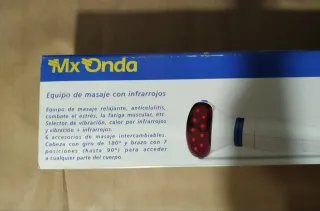 Mx Onda
Equipo de masaje con infrarrojos
Equipo de masaje relajante, anticelulitis,
combate el estrés, la fatiga muscular, etc.
Selector de vibración, calor por infrarrojos
y vibración + infrarrojos.
5 accesorios de masaje intercambiables.
Cabeza con giro de 180º y brazo con 7
posiciones (hasta 90º) para acceder
a cualquier parte del cuerpo.